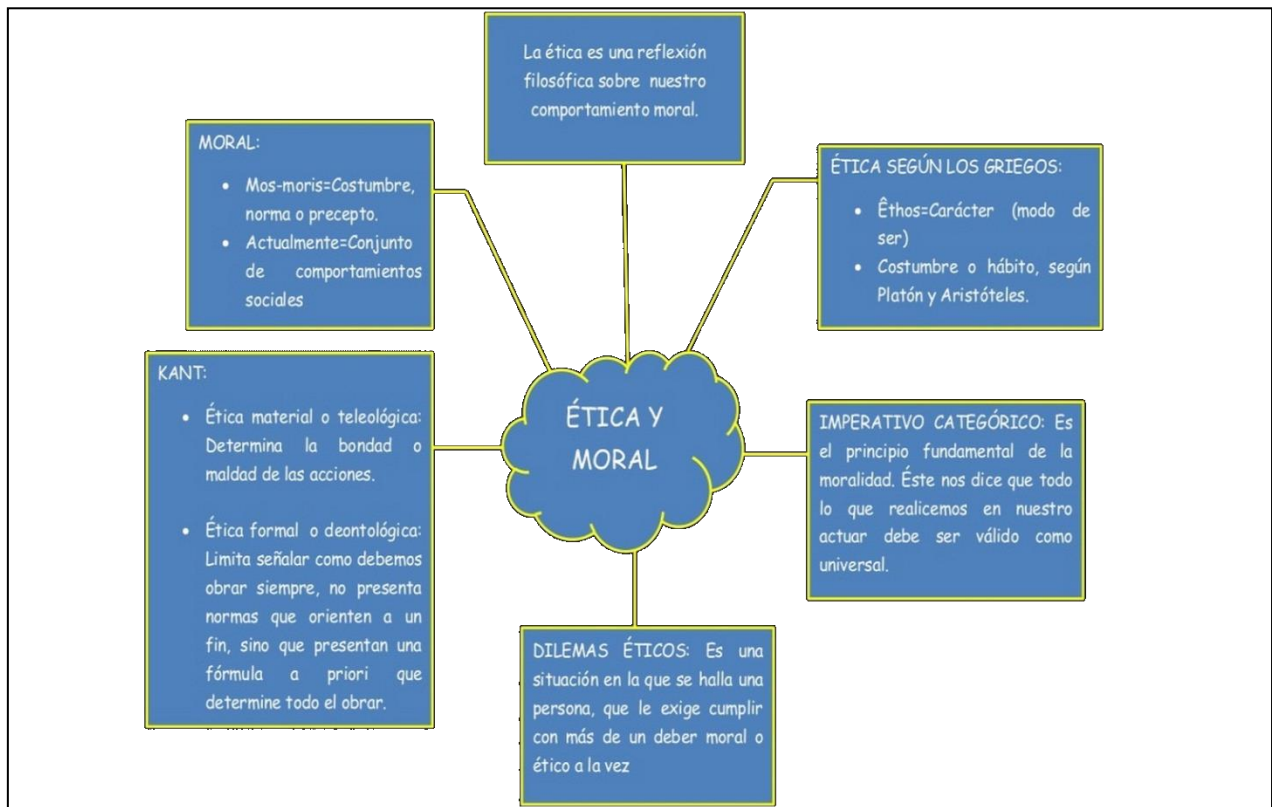 La ética es una reflexión
filosófica sobre nuestro
comportamiento moral.
MORAL:
• Mos-moris=Costumbre,
norma o precepto.
• Actualmente=Conjunto
de comportamientos
sociales
ÉTICA SEGÚN LOS GRIEGOS:
• Êthos=Carácter (modo de
ser)
• Costumbre o hábito, según
Platón y Aristóteles.
KANT:
• Ética material o teleológica:
Determina la bondad o
maldad de las acciones.
• Ética formal o deontológica:
Limita señalar como debemos
obrar siempre, no presenta
normas que orienten a un
fin, sino que presentan una
fórmula a priori que
determine todo el obrar.
ÉTICA Y
MORAL
IMPERATIVO CATEGÓRICO: Es
el principio fundamental de la
moralidad. Éste nos dice que todo
lo que realicemos en nuestro
actuar debe ser válido como
universal.
DILEMAS ÉTICOS: Es una
situación en la que se halla una
persona, que le exige cumplir
con más de un deber moral o
ético a la vez